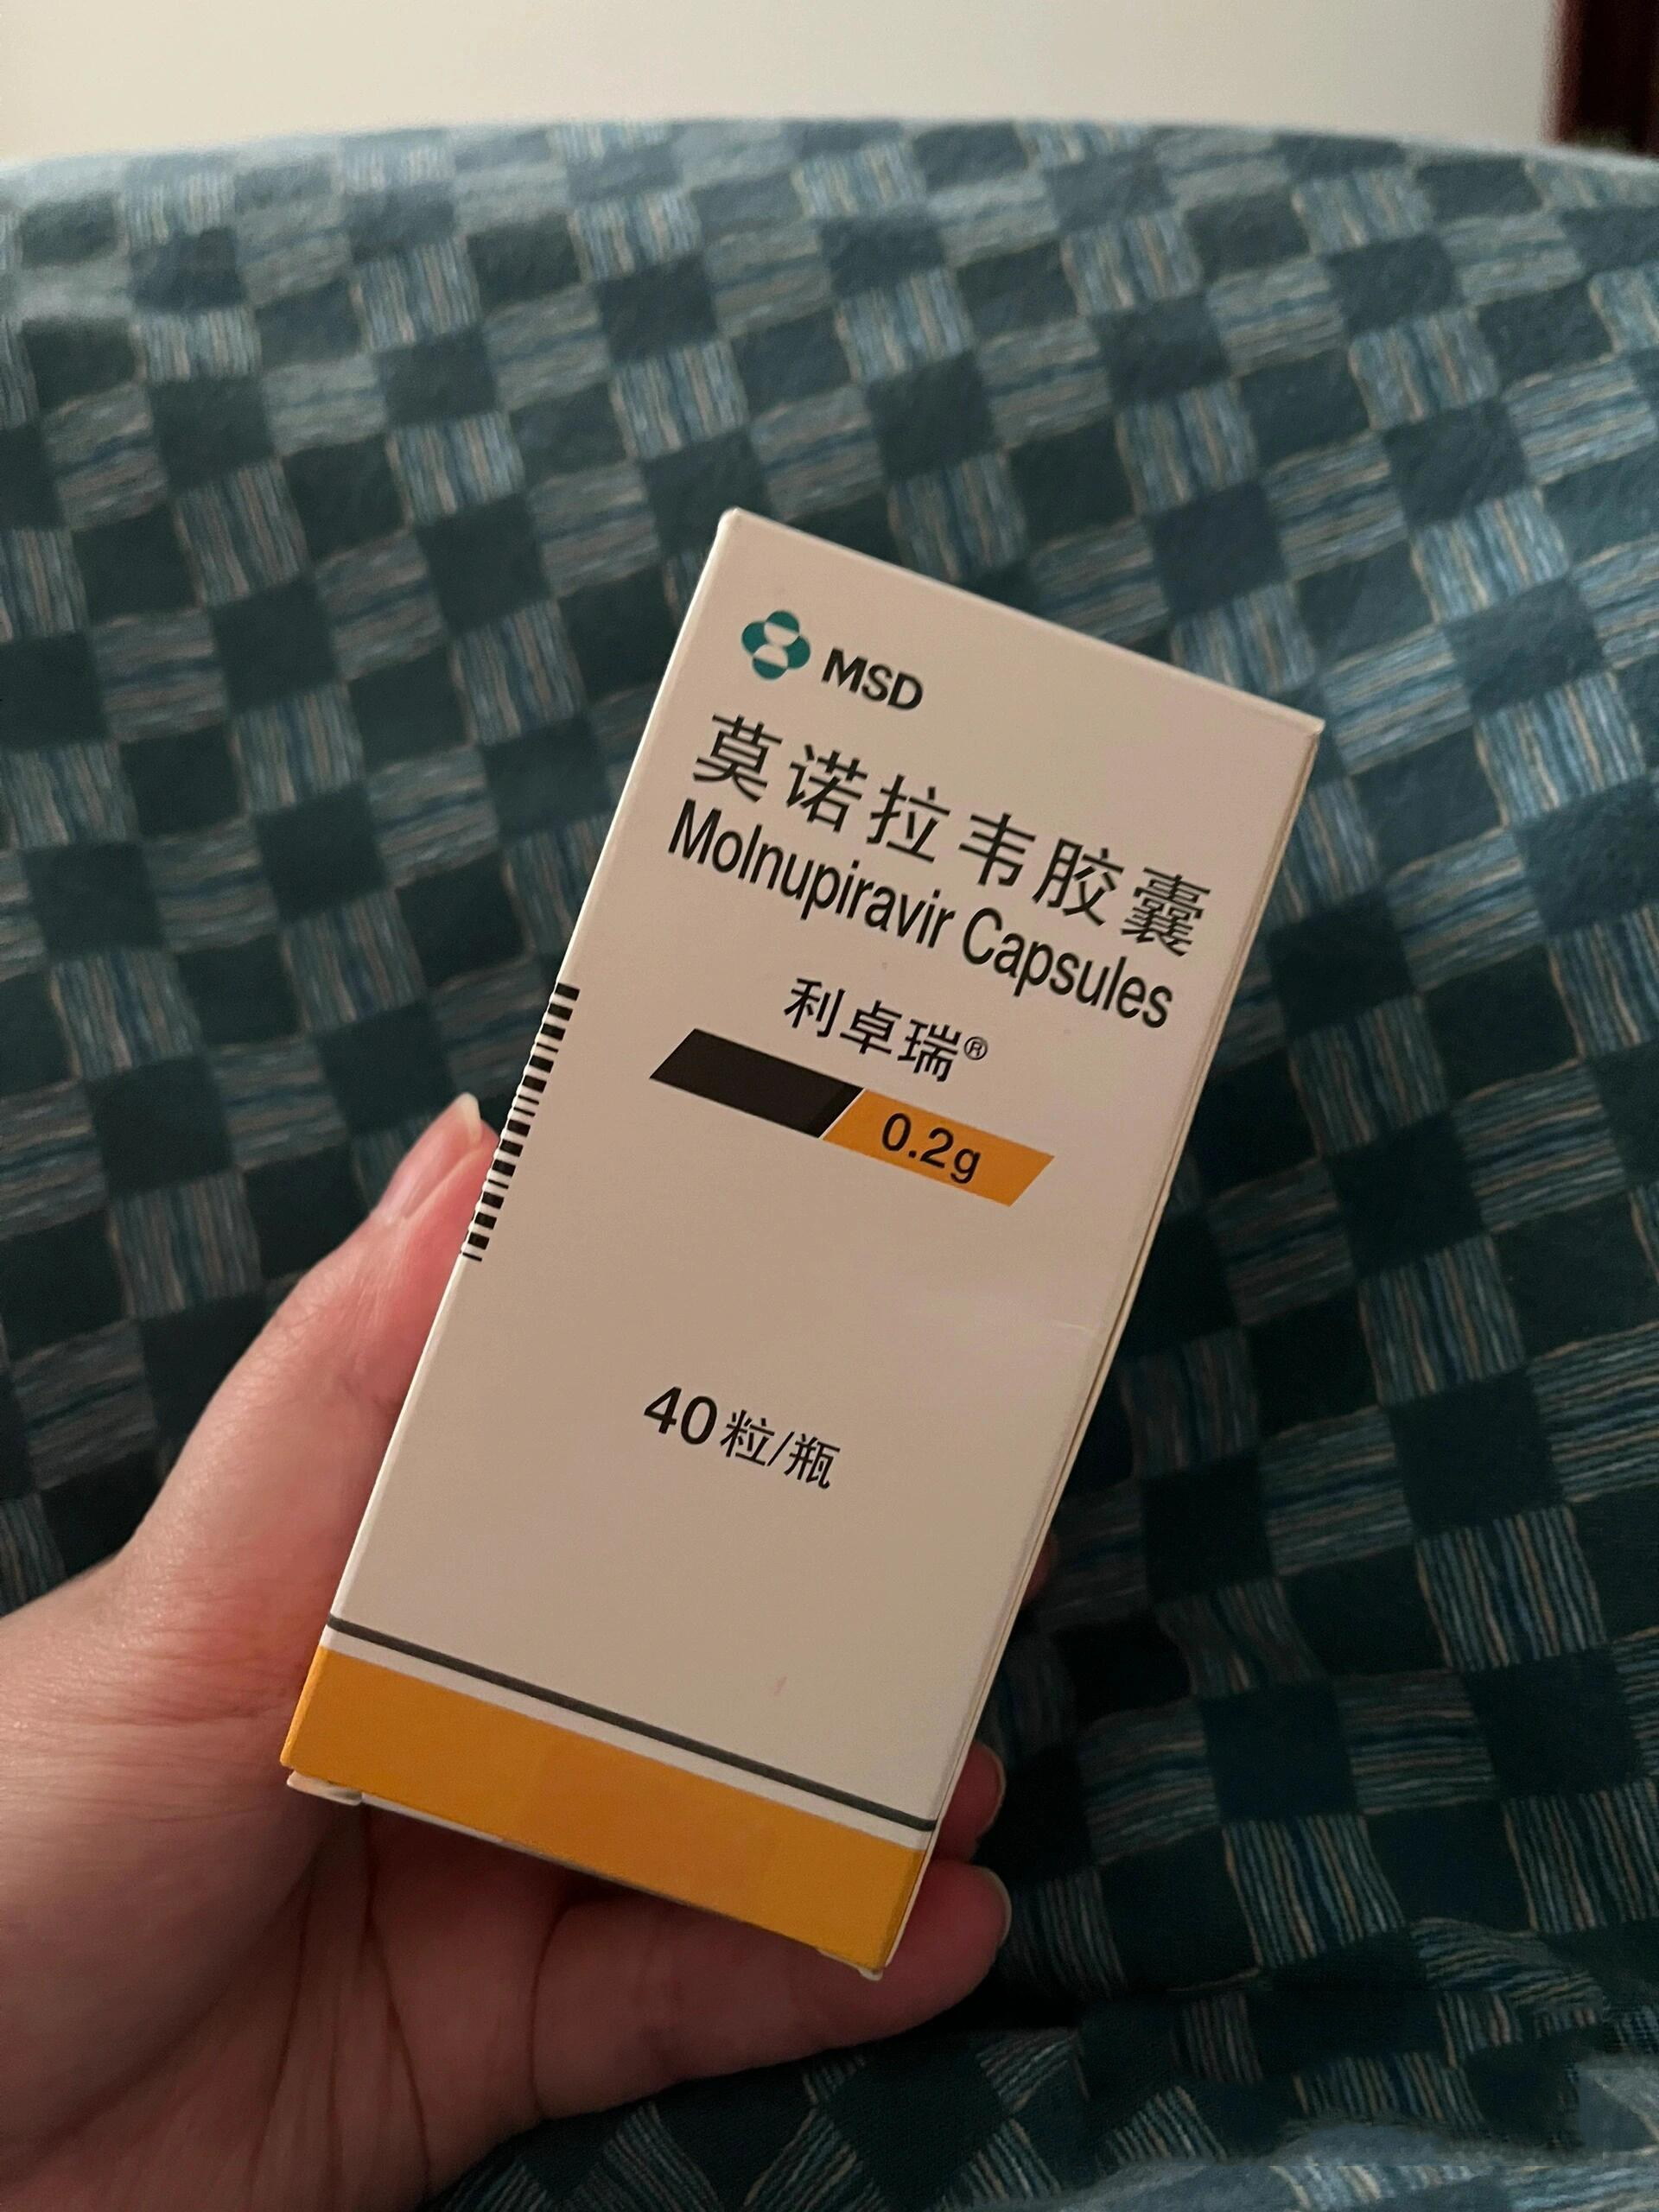 MSD
莫诺拉韦胶囊
Molnupiravir Capsules
利卓瑞®
0.2g
40粒/瓶